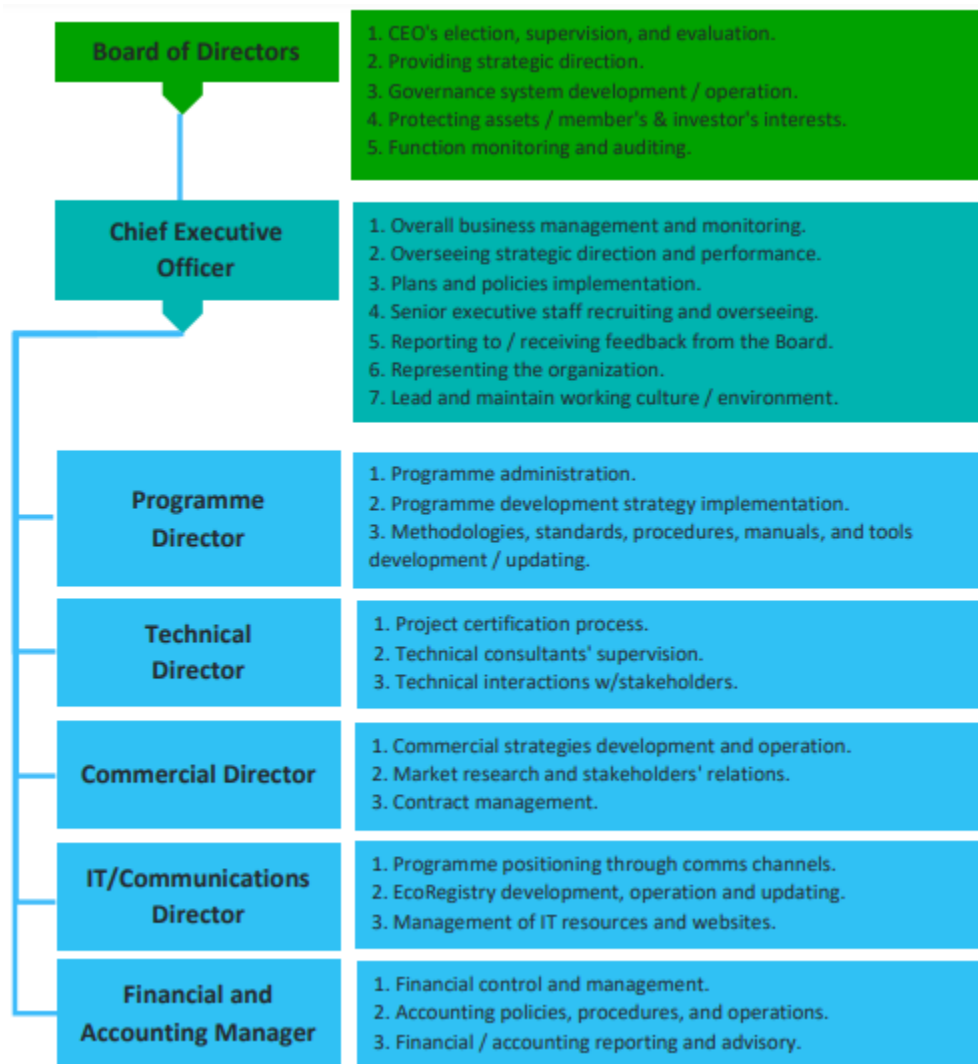 Board of Directors
1. CEO's election, supervision, and evaluation.
2. Providing strategic direction.
3. Governance system development / operation.
4. Protecting assets / member's & investor's interests.
5. Function monitoring and auditing.
Chief Executive
Officer
1. Overall business management and monitoring.
2. Overseeing strategic direction and performance.
3. Plans and policies implementation.
4. Senior executive staff recruiting and overseeing.
5. Reporting to / receiving feedback from the Board.
6. Representing the organization.
7. Lead and maintain working culture / environment.
Programme
Director
1. Programme administration.
2. Programme development strategy implementation.
3. Methodologies, standards, procedures, manuals, and tools
development / updating.
Technical
Director
1. Project certification process.
2. Technical consultants' supervision.
3. Technical interactions w/stakeholders.
Commercial Director
1. Commercial strategies development and operation.
2. Market research and stakeholders' relations.
3. Contract management.
IT/Communications
Director
1. Programme positioning through comms channels.
2. EcoRegistry development, operation and updating.
3. Management of IT resources and websites.
Financial and
Accounting Manager
1. Financial control and management.
2. Accounting policies, procedures, and operations.
3. Financial / accounting reporting and advisory.